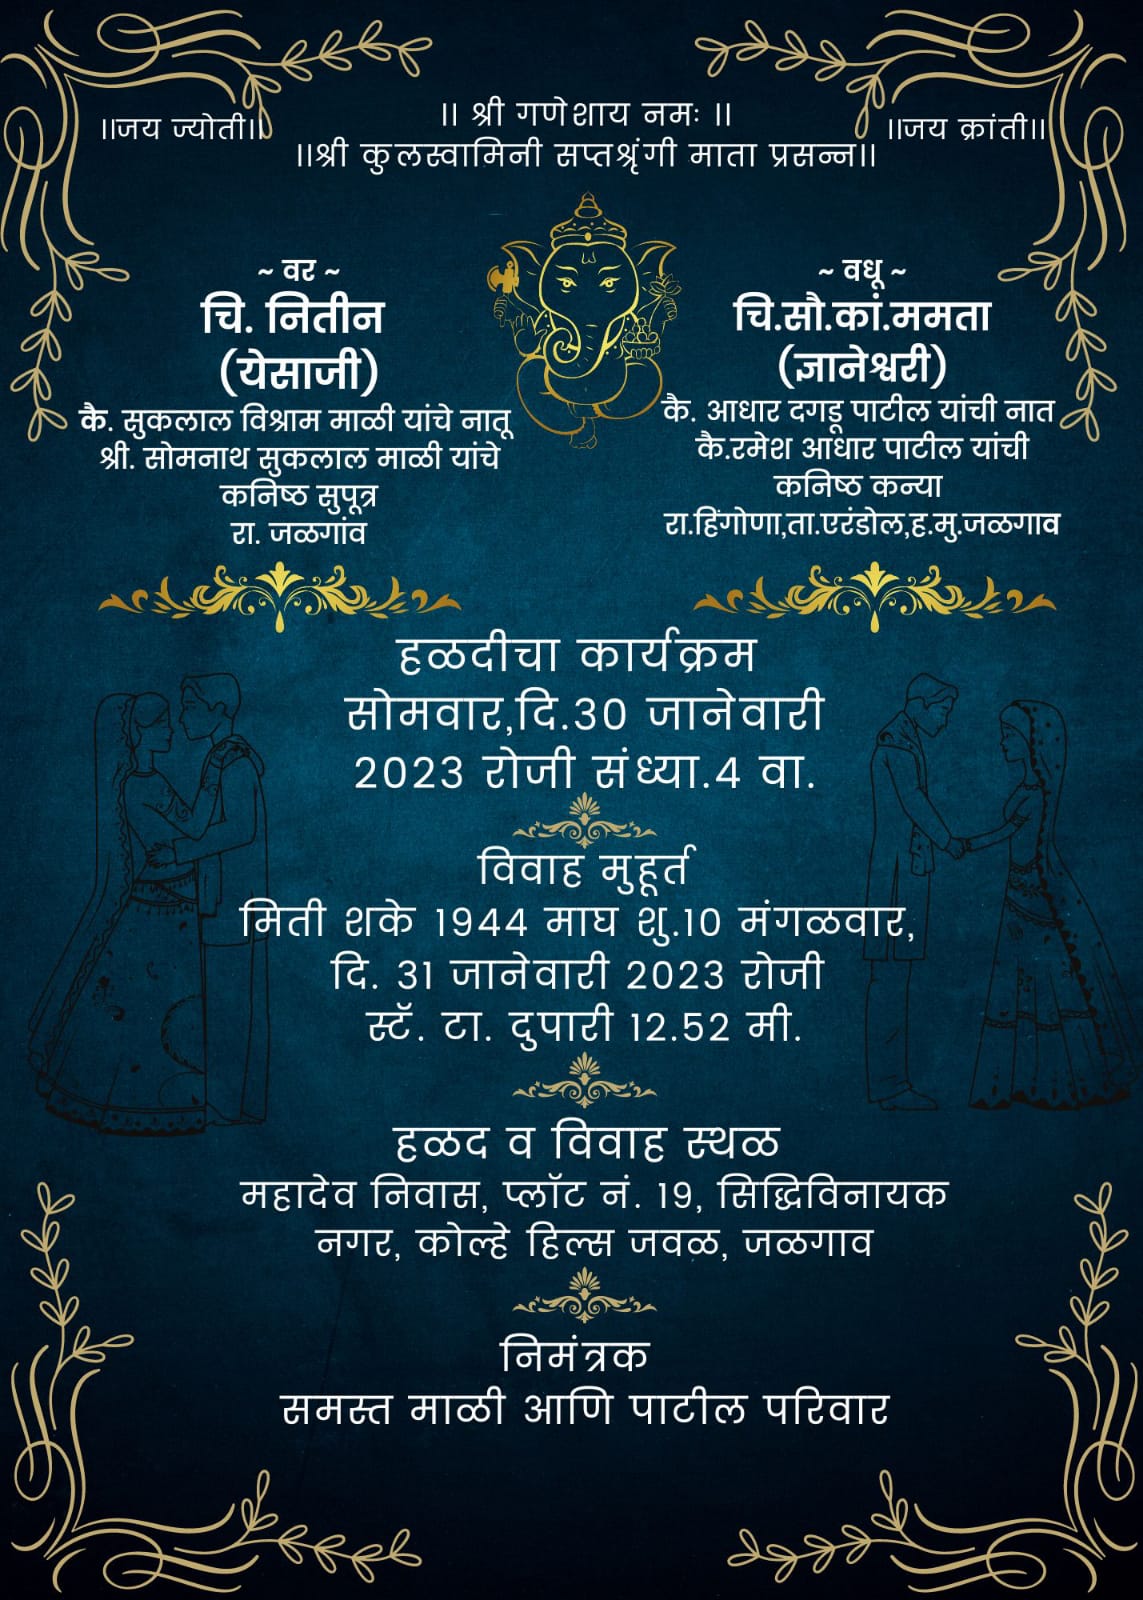 ।। श्री गणेशाय नमः ।।
।।जय ज्योती।।
।।जय क्रांती।।
।।श्री कुलस्वामिनी सप्तश्रृंगी माता प्रसन्न।।
~ वर ~
चि. नितीन
(येसाजी)
कै. सुकलाल विश्राम माळी यांचे नातू
श्री. सोमनाथ सुकलाल माळी यांचे
कनिष्ठ सुपूत्र
रा. जळगांव
~ वधू ~
चि.सौ.कां.ममता
(ज्ञानेश्वरी)
कै. आधार दगडू पाटील यांची नात
कै.रमेश आधार पाटील यांची
कनिष्ठ कन्या
रा.हिंगोणा,ता.एरंडोल,ह.मु.जळगाव
हळदीचा कार्यक्रम
सोमवार,दि.30 जानेवारी
2023 रोजी संध्या.4 वा.
विवाह मुहूर्त
मिती शके 1944 माघ शु.10 मंगळवार,
दि. 31 जानेवारी 2023 रोजी
स्टॅ. टा. दुपारी 12.52 मी.
हळद व विवाह स्थळ
महादेव निवास, प्लॉट नं. 19, सिद्धिविनायक
नगर, कोल्हे हिल्स जवळ, जळगाव
निमंत्रक
समस्त माळी आणि पाटील परिवार